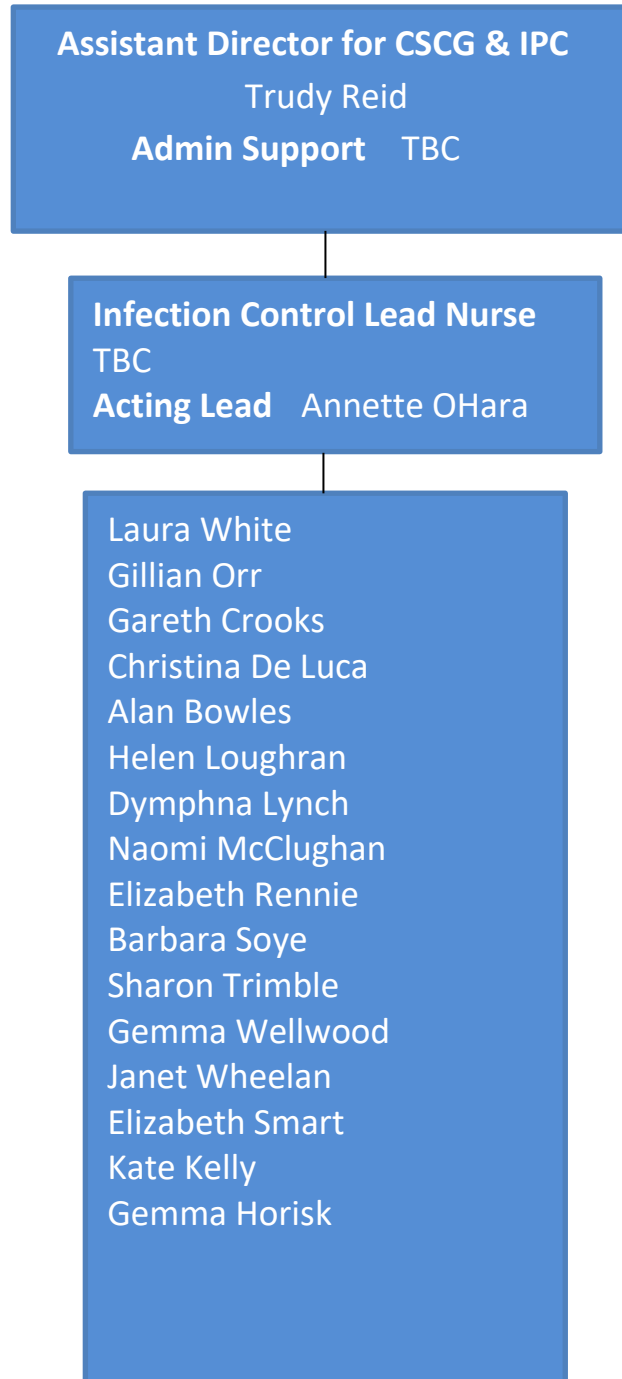 Assistant Director for CSCG & IPC
Trudy Reid
Admin Support TBC
Infection Control Lead Nurse
TBC
Acting Lead Annette OHara
Laura White
Gillian Orr
Gareth Crooks
Christina De Luca
Alan Bowles
Helen Loughran
Dymphna Lynch
Naomi McClughan
Elizabeth Rennie
Barbara Soye
Sharon Trimble
Gemma Wellwood
Janet Wheelan
Elizabeth Smart
Kate Kelly
Gemma Horisk